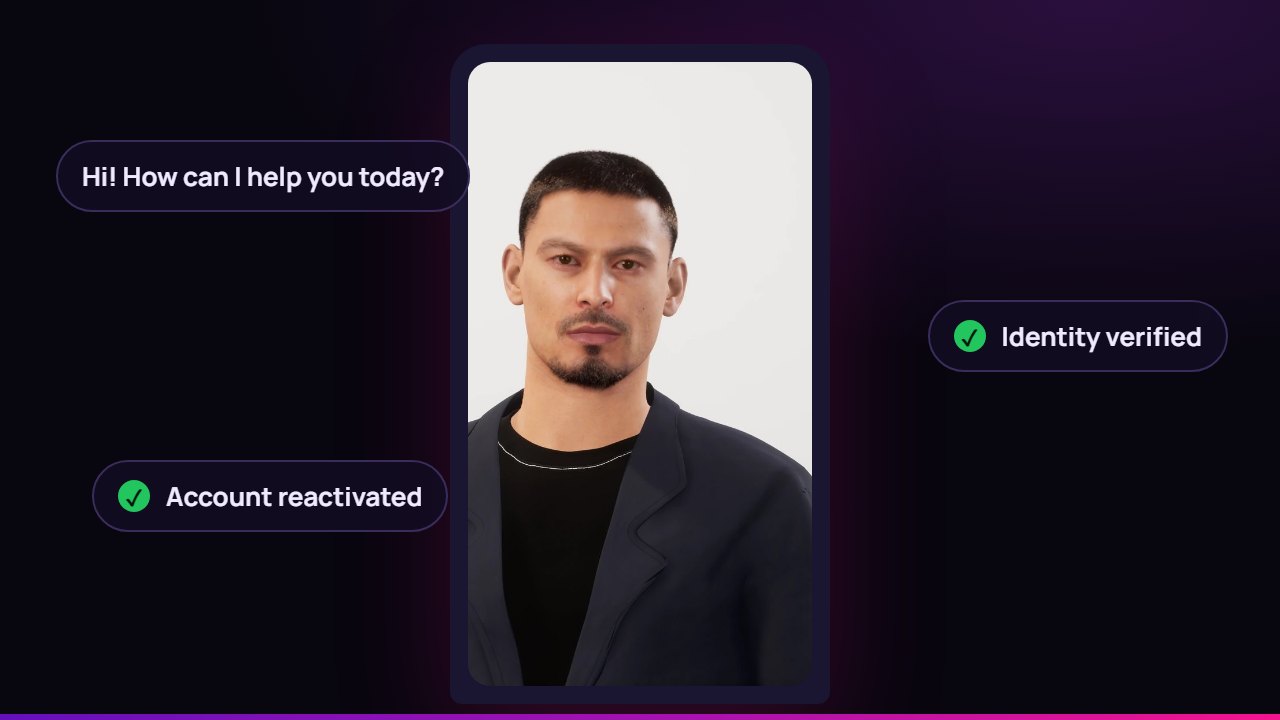 Hi! How can I help you today?
Identity verified
Account reactivated